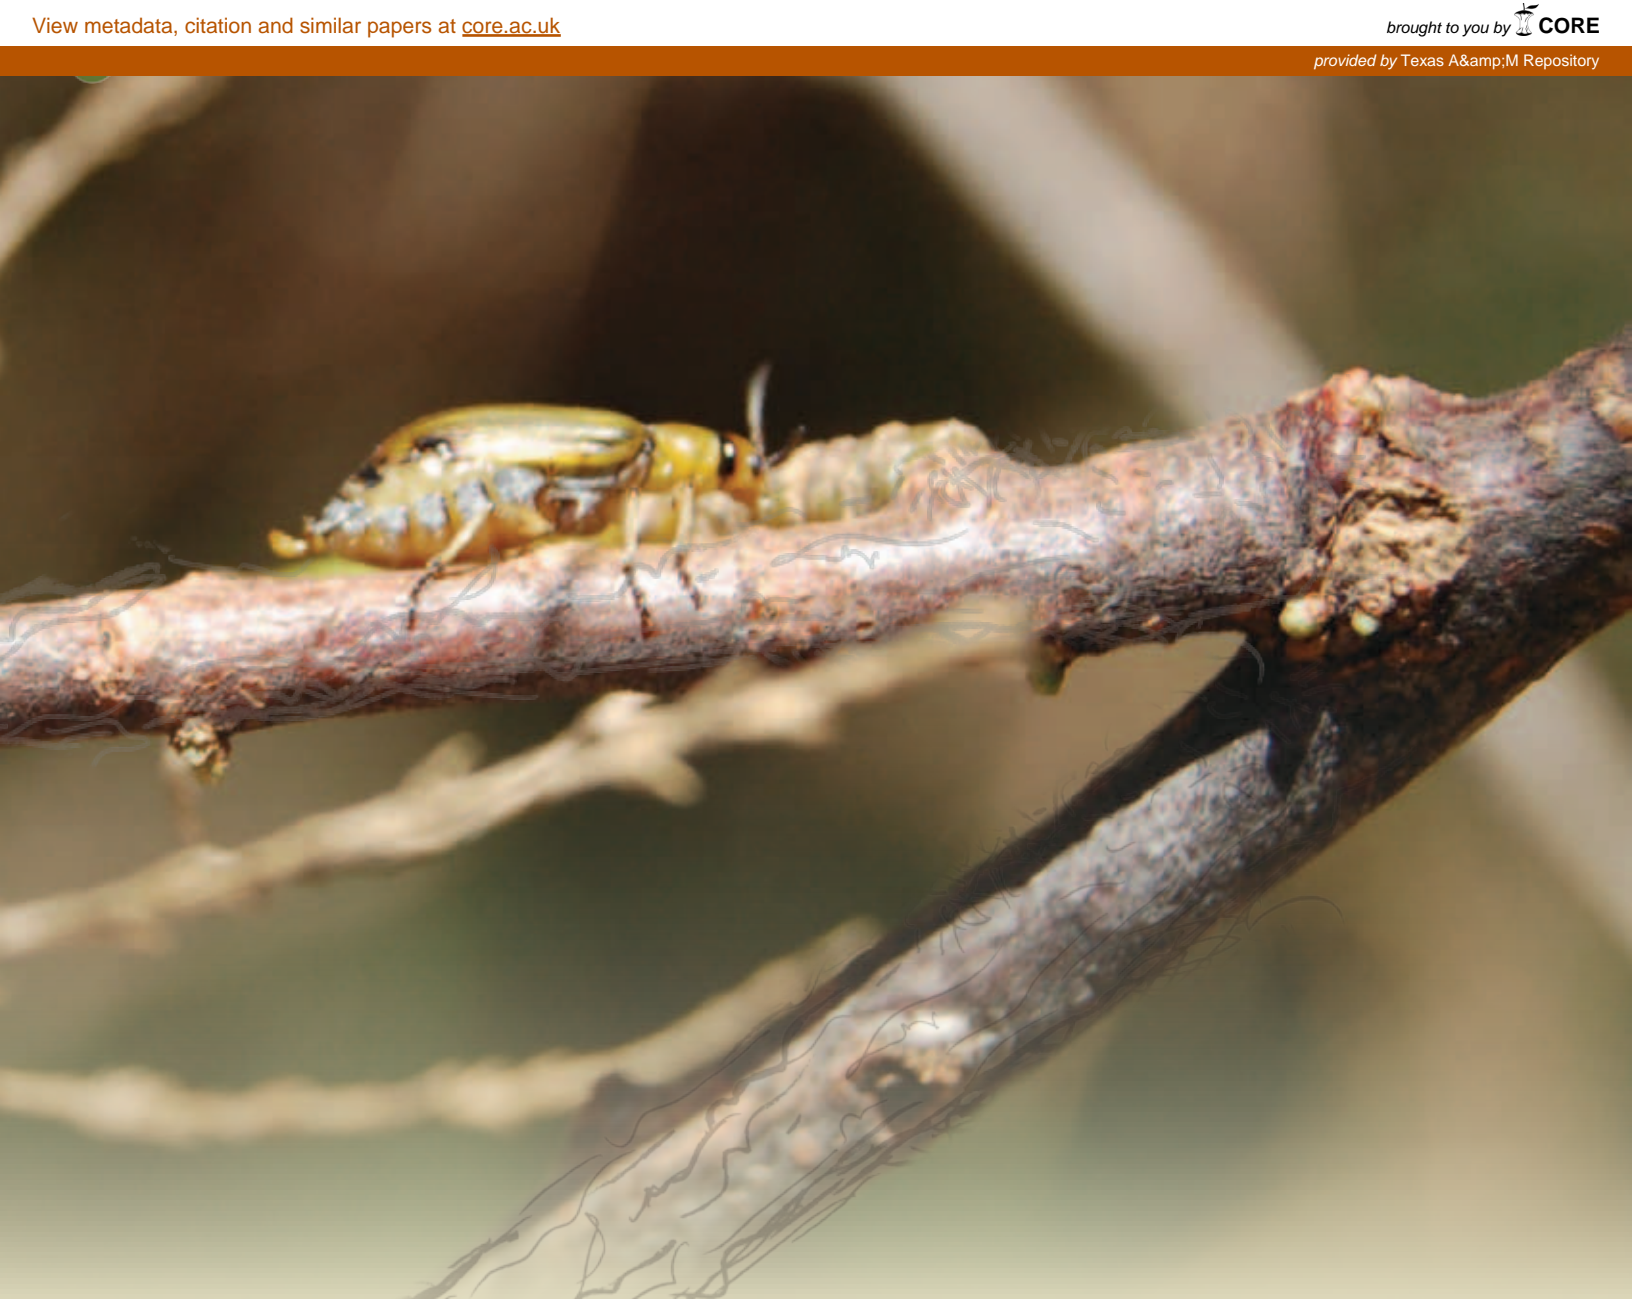 View metadata, citation and similar papers at core.ac.uk
brought to you by CORE
provided by Texas A&amp;M Repository